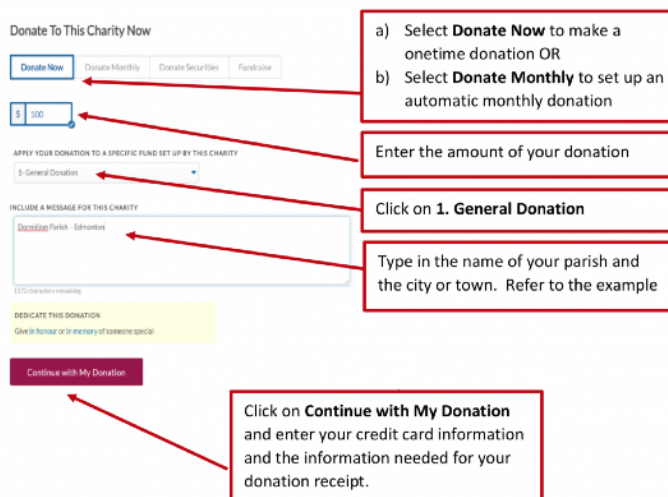 Donate To This Charity Now
Donate Now Donate Monthly Donate Securities Fundraise
$ 100
APPLY YOUR DONATION TO A SPECIFIC FUND SET UP BY THIS CHARITY
1- General Donation
INCLUDE A MESSAGE FOR THIS CHARITY
Dormition Parish - Edmonton
characters remaining
DEDICATE THIS DONATION
Give in honour or in memory of someone special
Continue with My Donation
a) Select Donate Now to make a
onetime donation OR
b) Select Donate Monthly to set up an
automatic monthly donation
Enter the amount of your donation
Click on 1. General Donation
Type in the name of your parish and
the city or town. Refer to the example
Click on Continue with My Donation
and enter your credit card information
and the information needed for your
donation receipt.